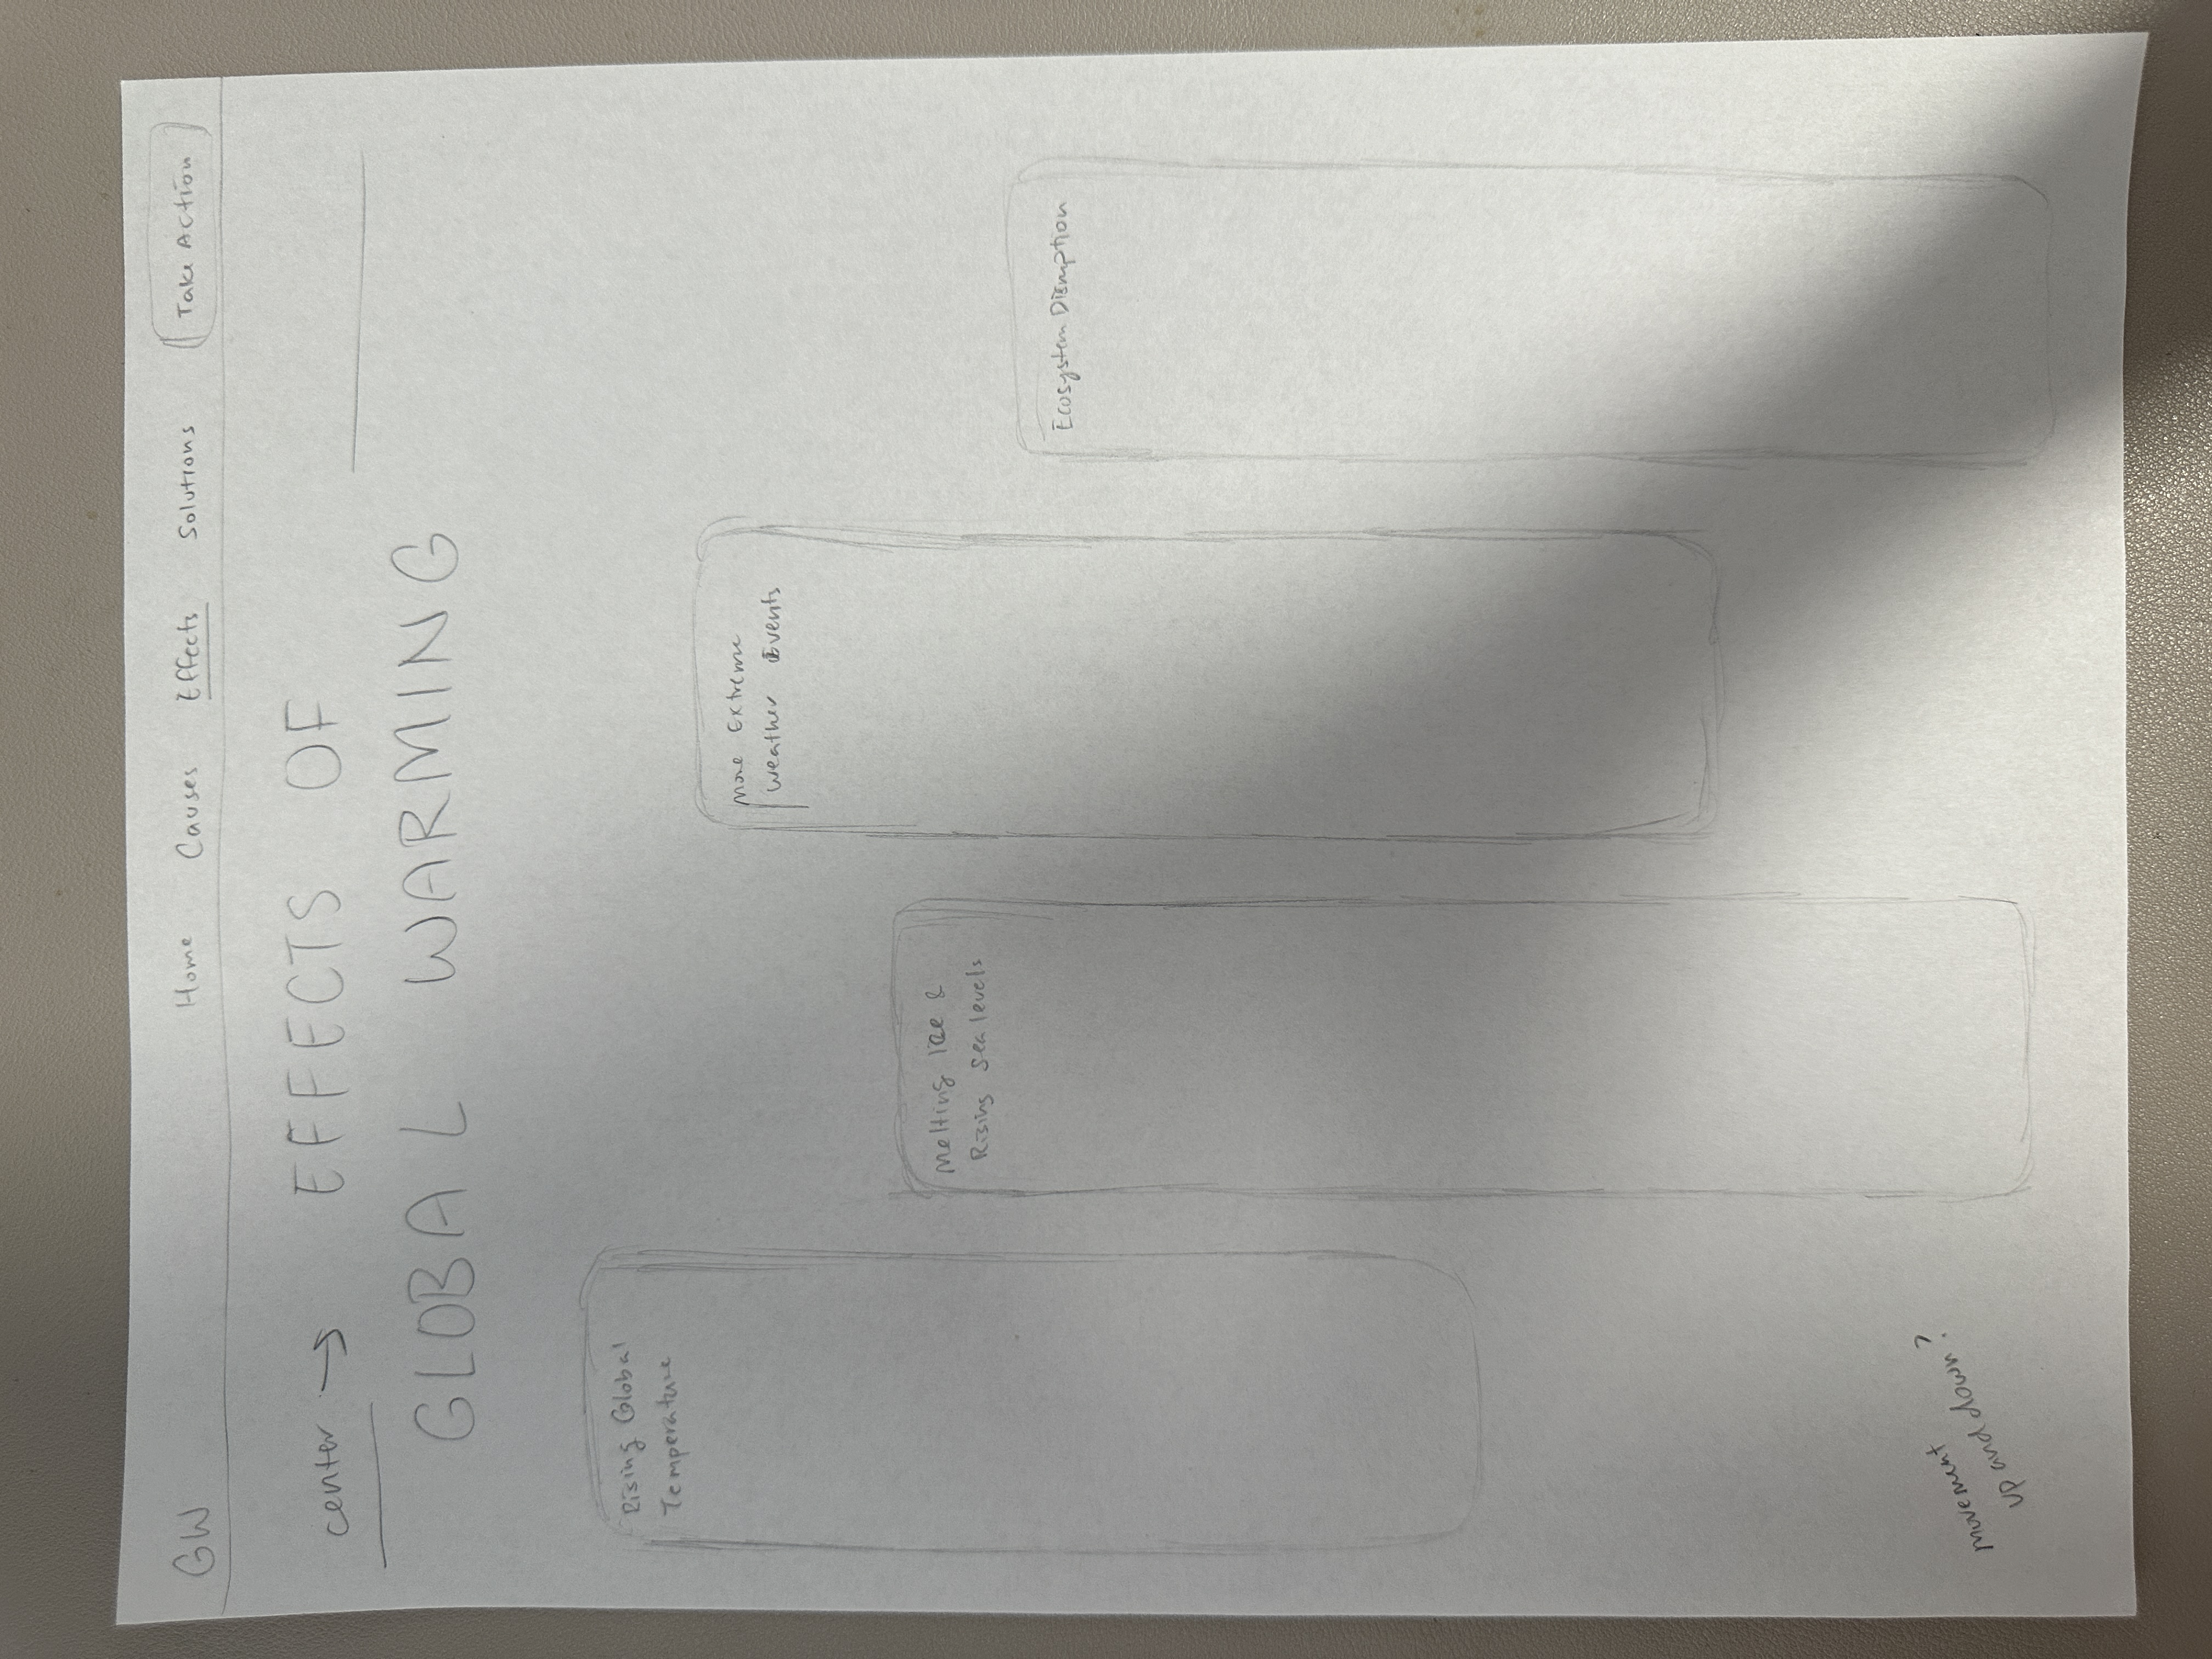 GW Home Causes Effects Solutions Take Action
center → EFFECTS OF
GLOBAL WARMING
Rising Global
Temperature
Melting Ice &
Rising Sea levels
More Extreme
Weather Events
Ecosystem Disruption
movement
up and down?